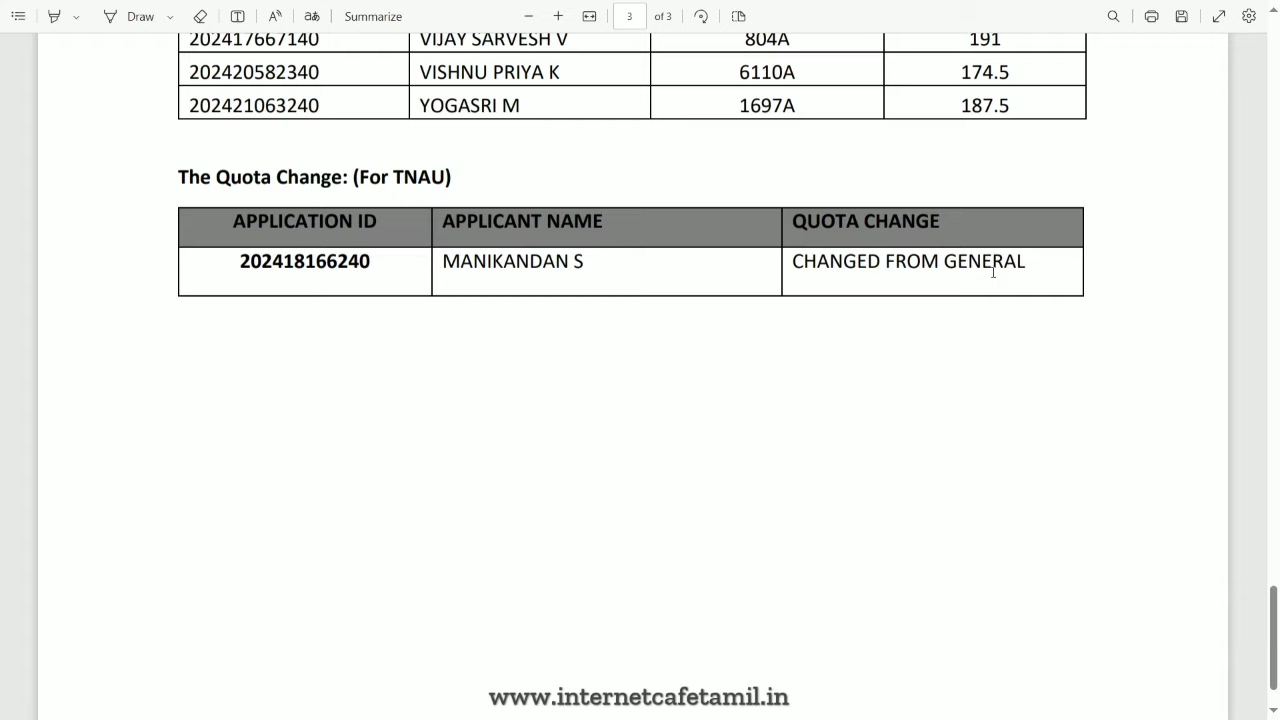 Draw
Summarize
3 of 3
202417667140 VIJAY SARVESH V 804A 191
202420582340 VISHNU PRIYA K 6110A 174.5
202421063240 YOGASRI M 1697A 187.5
The Quota Change: (For TNAU)
APPLICATION ID APPLICANT NAME QUOTA CHANGE
202418166240 MANIKANDAN S CHANGED FROM GENERAL
www.internetcafetamil.in